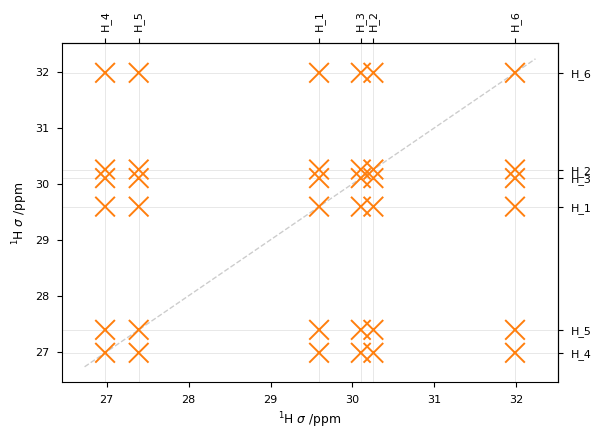 H_4 H_5 H_1 H_3 H_2 H_6
32 H_6
31
H_2
30 H_3
H_1
29
28
H_5
27 H_4
27 28 29 30 31 32
¹H σ /ppm
¹H σ /ppm